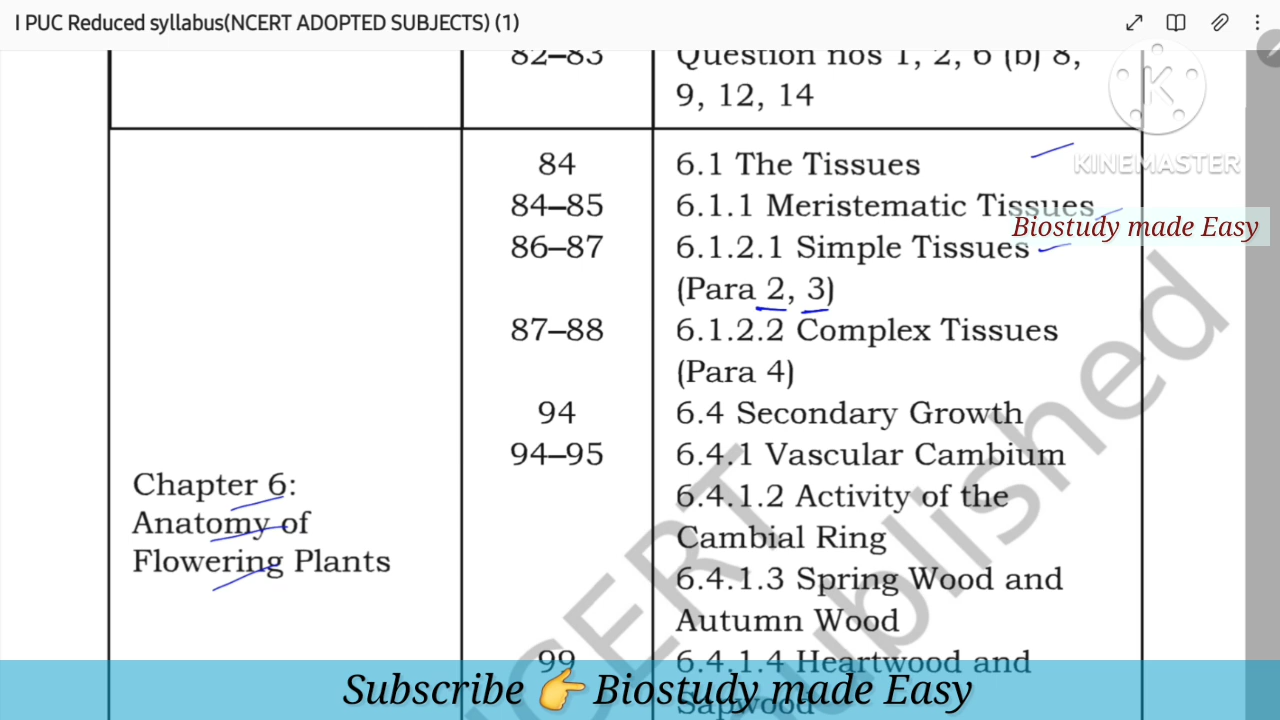 I PUC Reduced syllabus(NCERT ADOPTED SUBJECTS) (1)
82–83
Question nos 1, 2, 6 (b) 8,
9, 12, 14
K
KINEMASTER
84
6.1 The Tissues
84–85
6.1.1 Meristematic Tissues
Biostudy made Easy
86–87
6.1.2.1 Simple Tissues
(Para 2, 3)
87–88
6.1.2.2 Complex Tissues
(Para 4)
94
6.4 Secondary Growth
94–95
6.4.1 Vascular Cambium
Chapter 6:
Anatomy of
Flowering Plants
6.4.1.2 Activity of the
Cambial Ring
6.4.1.3 Spring Wood and
Autumn Wood
99
6.4.1.4 Heartwood and
Sapwood
NCERT
published
Subscribe 👉 Biostudy made Easy